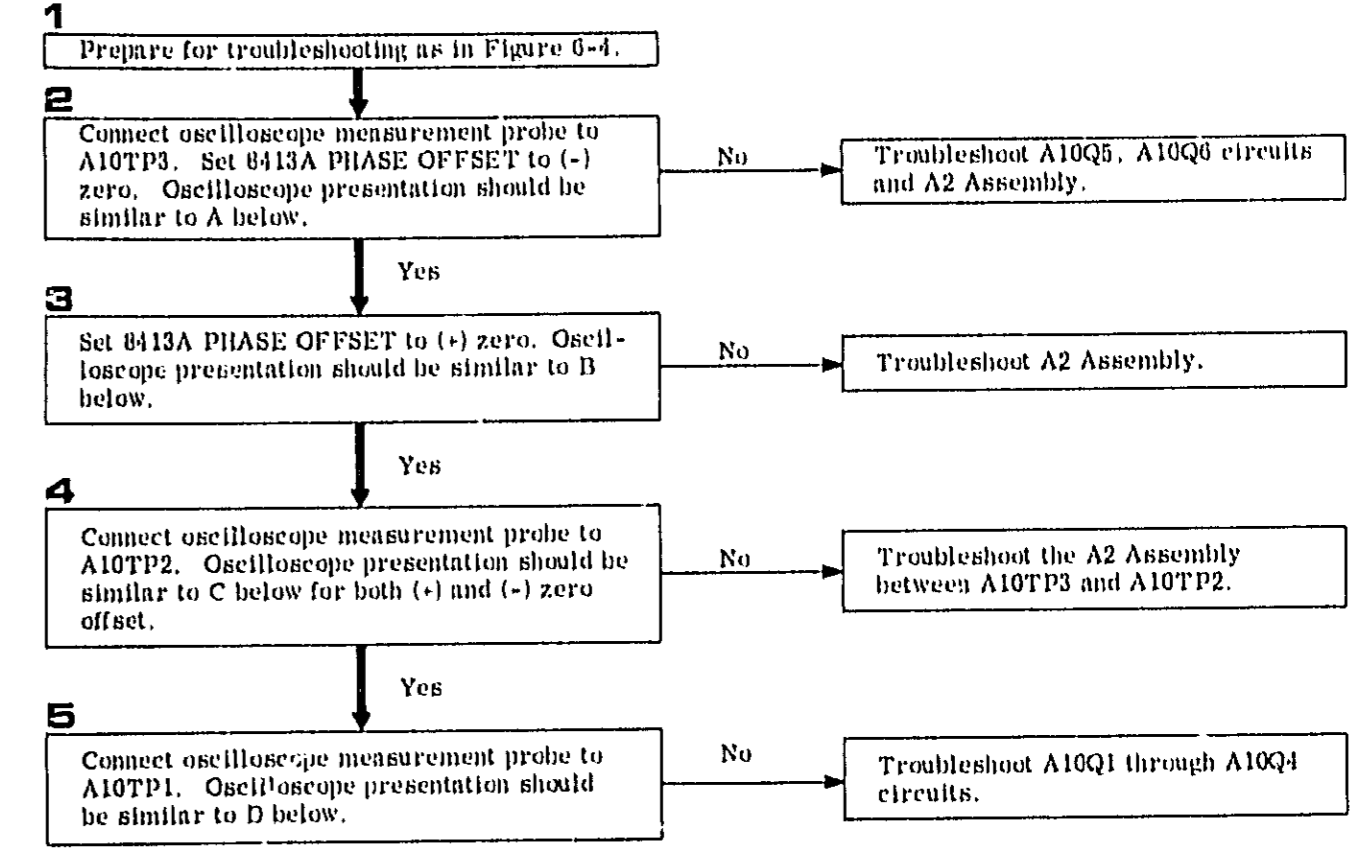 1
Prepare for troubleshooting as in Figure 6-4.
2
Connect oscilloscope measurement probe to
A10TP3. Set 8413A PHASE OFFSET to (-)
zero. Oscilloscope presentation should be
similar to A below.
No
Troubleshoot A10Q5, A10Q6 circuits
and A2 Assembly.
Yes
3
Set 8413A PHASE OFFSET to (+) zero. Oscil-
loscope presentation should be similar to B
below.
No
Troubleshoot A2 Assembly.
Yes
4
Connect oscilloscope measurement probe to
A10TP2. Oscilloscope presentation should be
similar to C below for both (+) and (-) zero
offset.
No
Troubleshoot the A2 Assembly
between A10TP3 and A10TP2.
Yes
5
Connect oscilloscope measurement probe to
A10TP1. Oscilloscope presentation should
be similar to D below.
No
Troubleshoot A10Q1 through A10Q4
circuits.